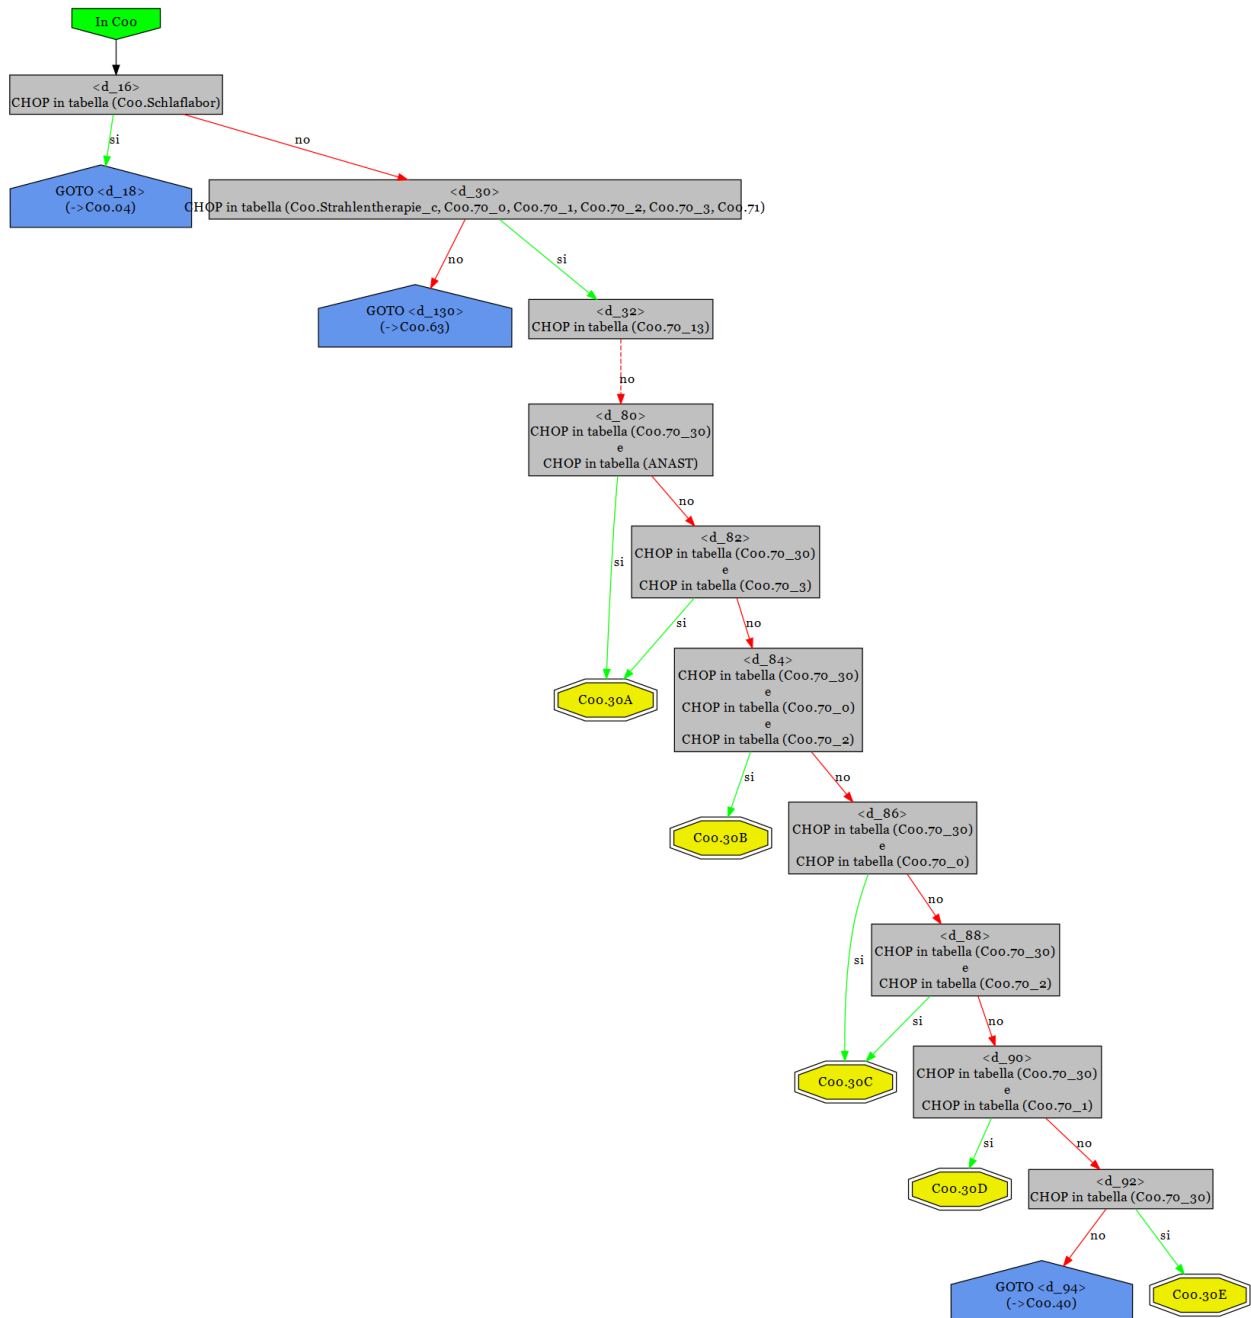 In C00
<d_16>
CHOP in tabella (C00.Schlaflabor)
si
no
GOTO <d_18>
(->C00.04)
<d_30>
CHOP in tabella (C00.Strahlentherapie_c, C00.70_0, C00.70_1, C00.70_2, C00.70_3, C00.71)
no
si
GOTO <d_130>
(->C00.63)
<d_32>
CHOP in tabella (C00.70_13)
no
<d_80>
CHOP in tabella (C00.70_30)
e
CHOP in tabella (ANAST)
si
no
<d_82>
CHOP in tabella (C00.70_30)
e
CHOP in tabella (C00.70_3)
si
no
C00.30A
<d_84>
CHOP in tabella (C00.70_30)
e
CHOP in tabella (C00.70_0)
e
CHOP in tabella (C00.70_2)
si
no
C00.30B
<d_86>
CHOP in tabella (C00.70_30)
e
CHOP in tabella (C00.70_0)
si
no
<d_88>
CHOP in tabella (C00.70_30)
e
CHOP in tabella (C00.70_2)
si
no
C00.30C
<d_90>
CHOP in tabella (C00.70_30)
e
CHOP in tabella (C00.70_1)
si
no
C00.30D
<d_92>
CHOP in tabella (C00.70_30)
no
si
GOTO <d_94>
(->C00.40)
C00.30E